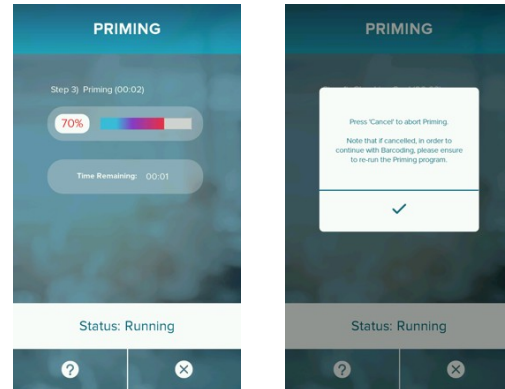 PRIMING
Step 3) Priming (00:02)
70%
Time Remaining: 00:01
Status: Running
?
PRIMING
Press 'Cancel' to abort Priming.
Note that if cancelled, in order to
continue with Barcoding, please ensure
to re-run the Priming program.
Status: Running
?